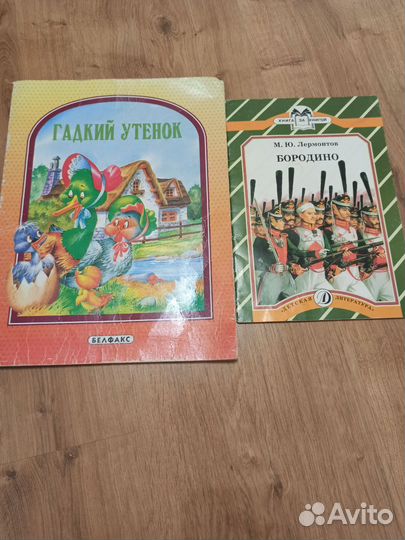 ГАДКИЙ УТЕНОК
БЕЛФАКС
КНИГА ЗА КНИГОЙ
М. Ю. Лермонтов
БОРОДИНО
"ДЕТСКАЯ ЛИТЕРАТУРА"
Avito